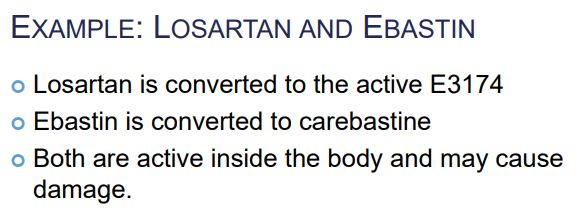 EXAMPLE: LOSARTAN AND EBASTIN
Losartan is converted to the active E3174
Ebastin is converted to carebastine
Both are active inside the body and may cause
damage.